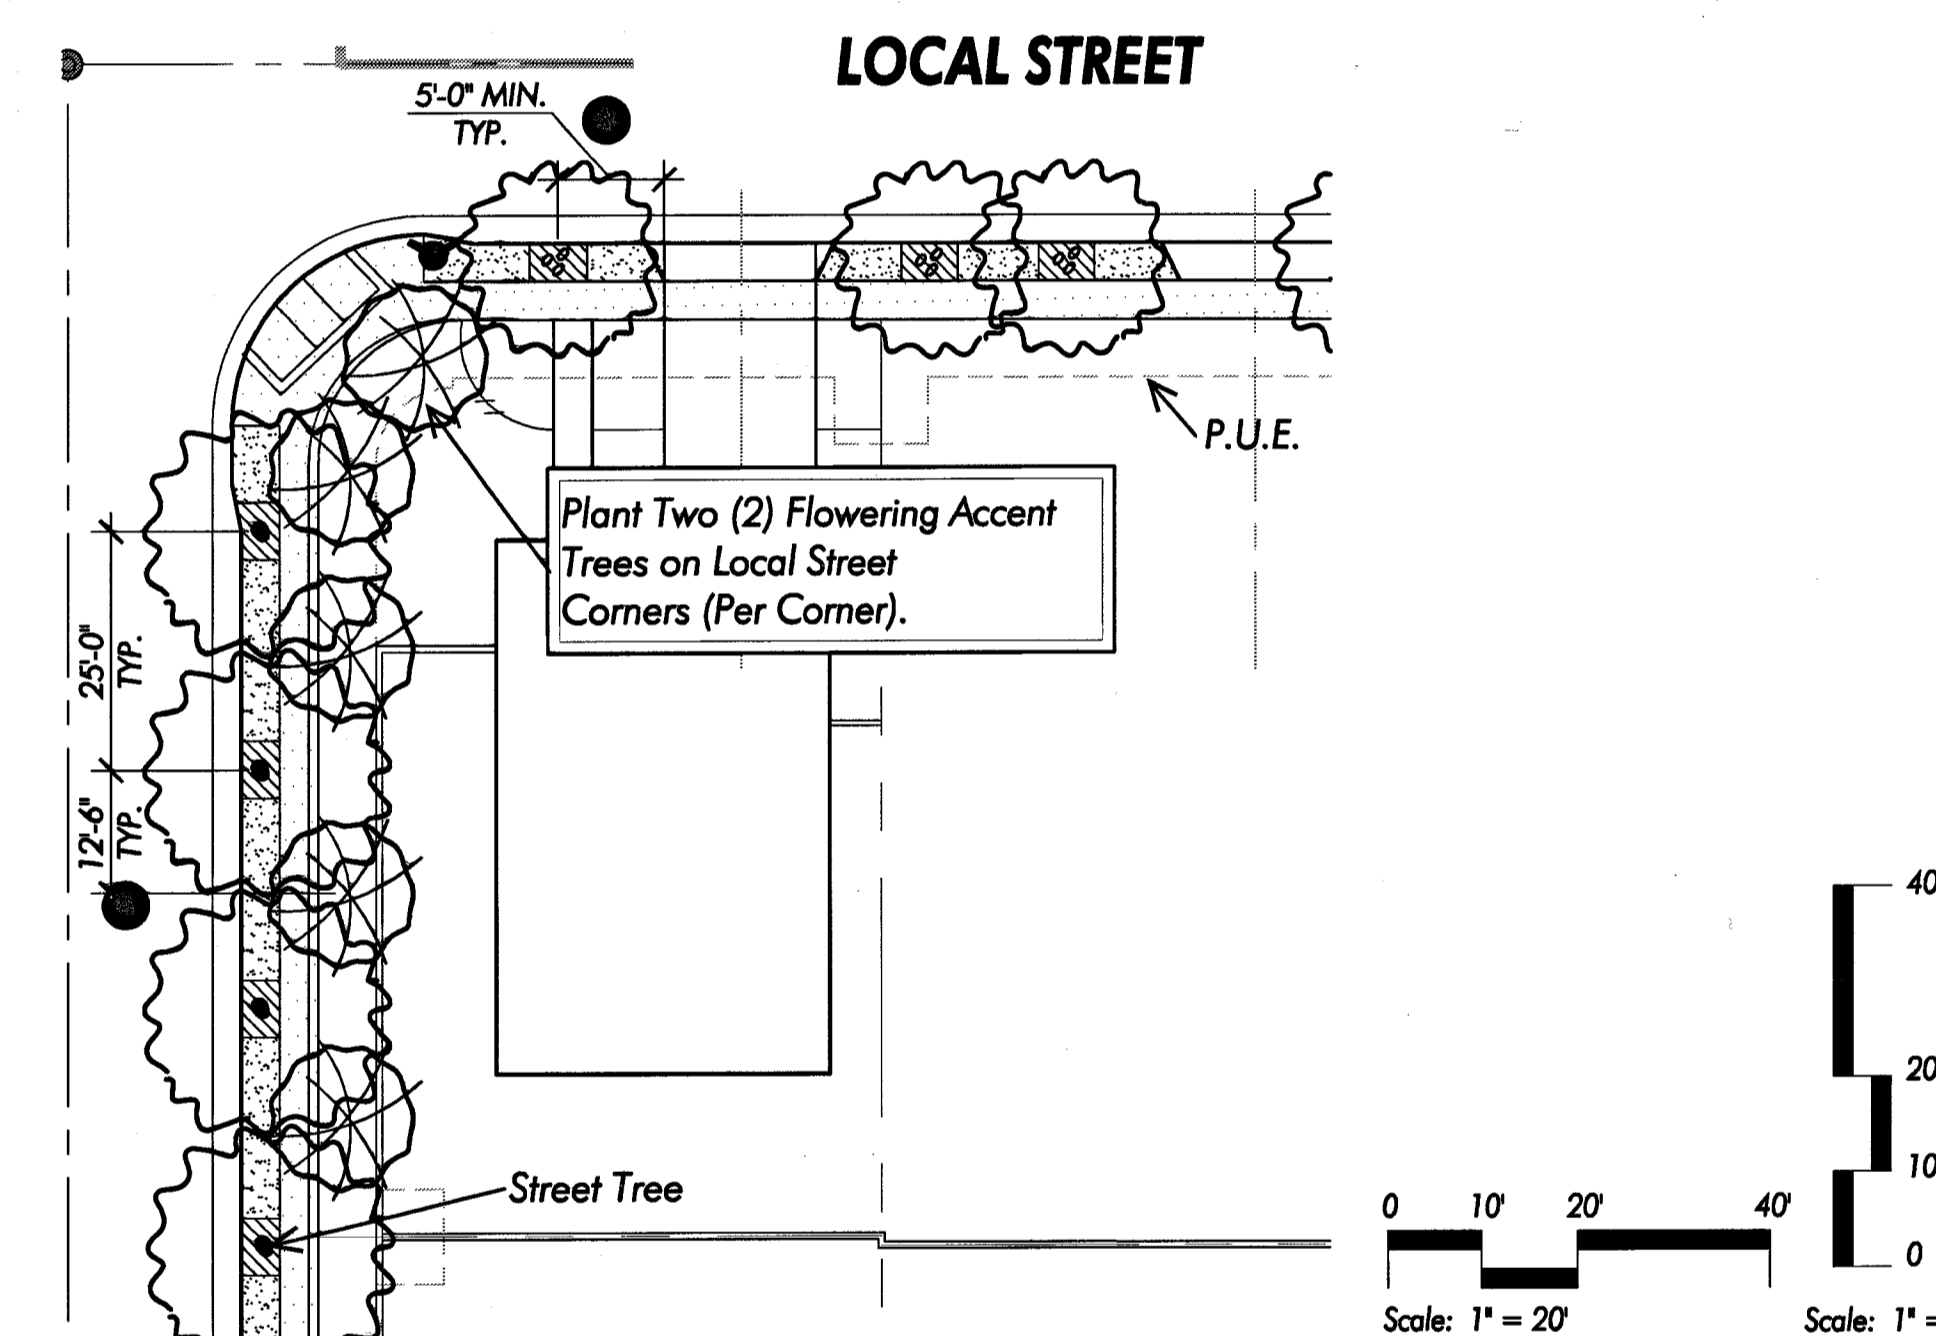 LOCAL STREET
5'-0" MIN.
TYP.
P.U.E.
Plant Two (2) Flowering Accent
Trees on Local Street
Corners (Per Corner).
25'-0"
TYP.
12'-6"
TYP.
Street Tree
0 10' 20' 40'
Scale: 1" = 20'
40
20
10
0
Scale: 1" =